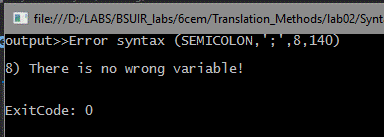 file:///D:/LABS/BSUIR_labs/6cem/Translation_Methods/lab02/Synt
output>>Error syntax (SEMICOLON,';',8,140)
8) There is no wrong variable!
ExitCode: 0